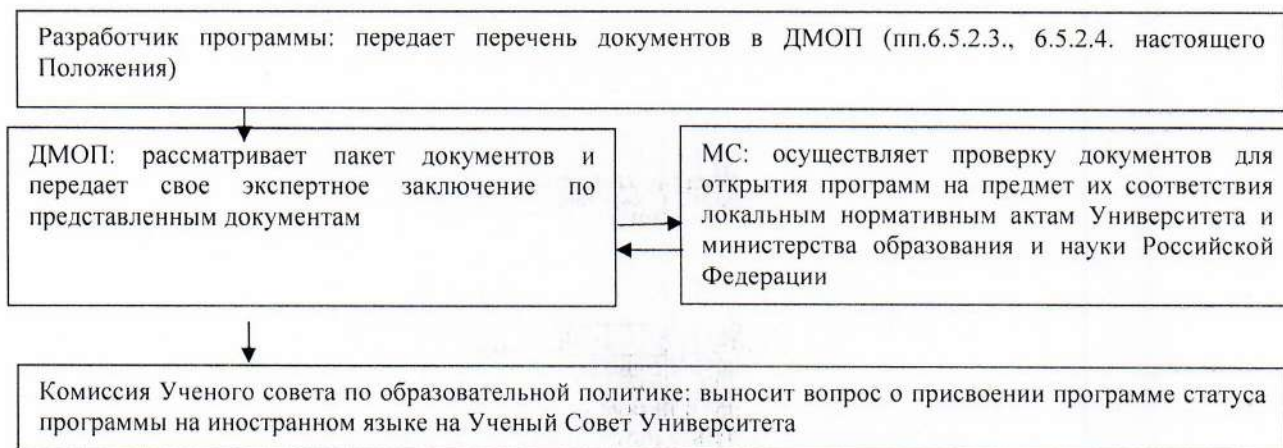 Разработчик программы: передает перечень документов в ДМОП (пп.6.5.2.3., 6.5.2.4. настоящего
Положения)
ДМОП: рассматривает пакет документов и
передает свое экспертное заключение по
представленным документам
МС: осуществляет проверку документов для
открытия программ на предмет их соответствия
локальным нормативным актам Университета и
министерства образования и науки Российской
Федерации
Комиссия Ученого совета по образовательной политике: выносит вопрос о присвоении программе статуса
программы на иностранном языке на Ученый Совет Университета